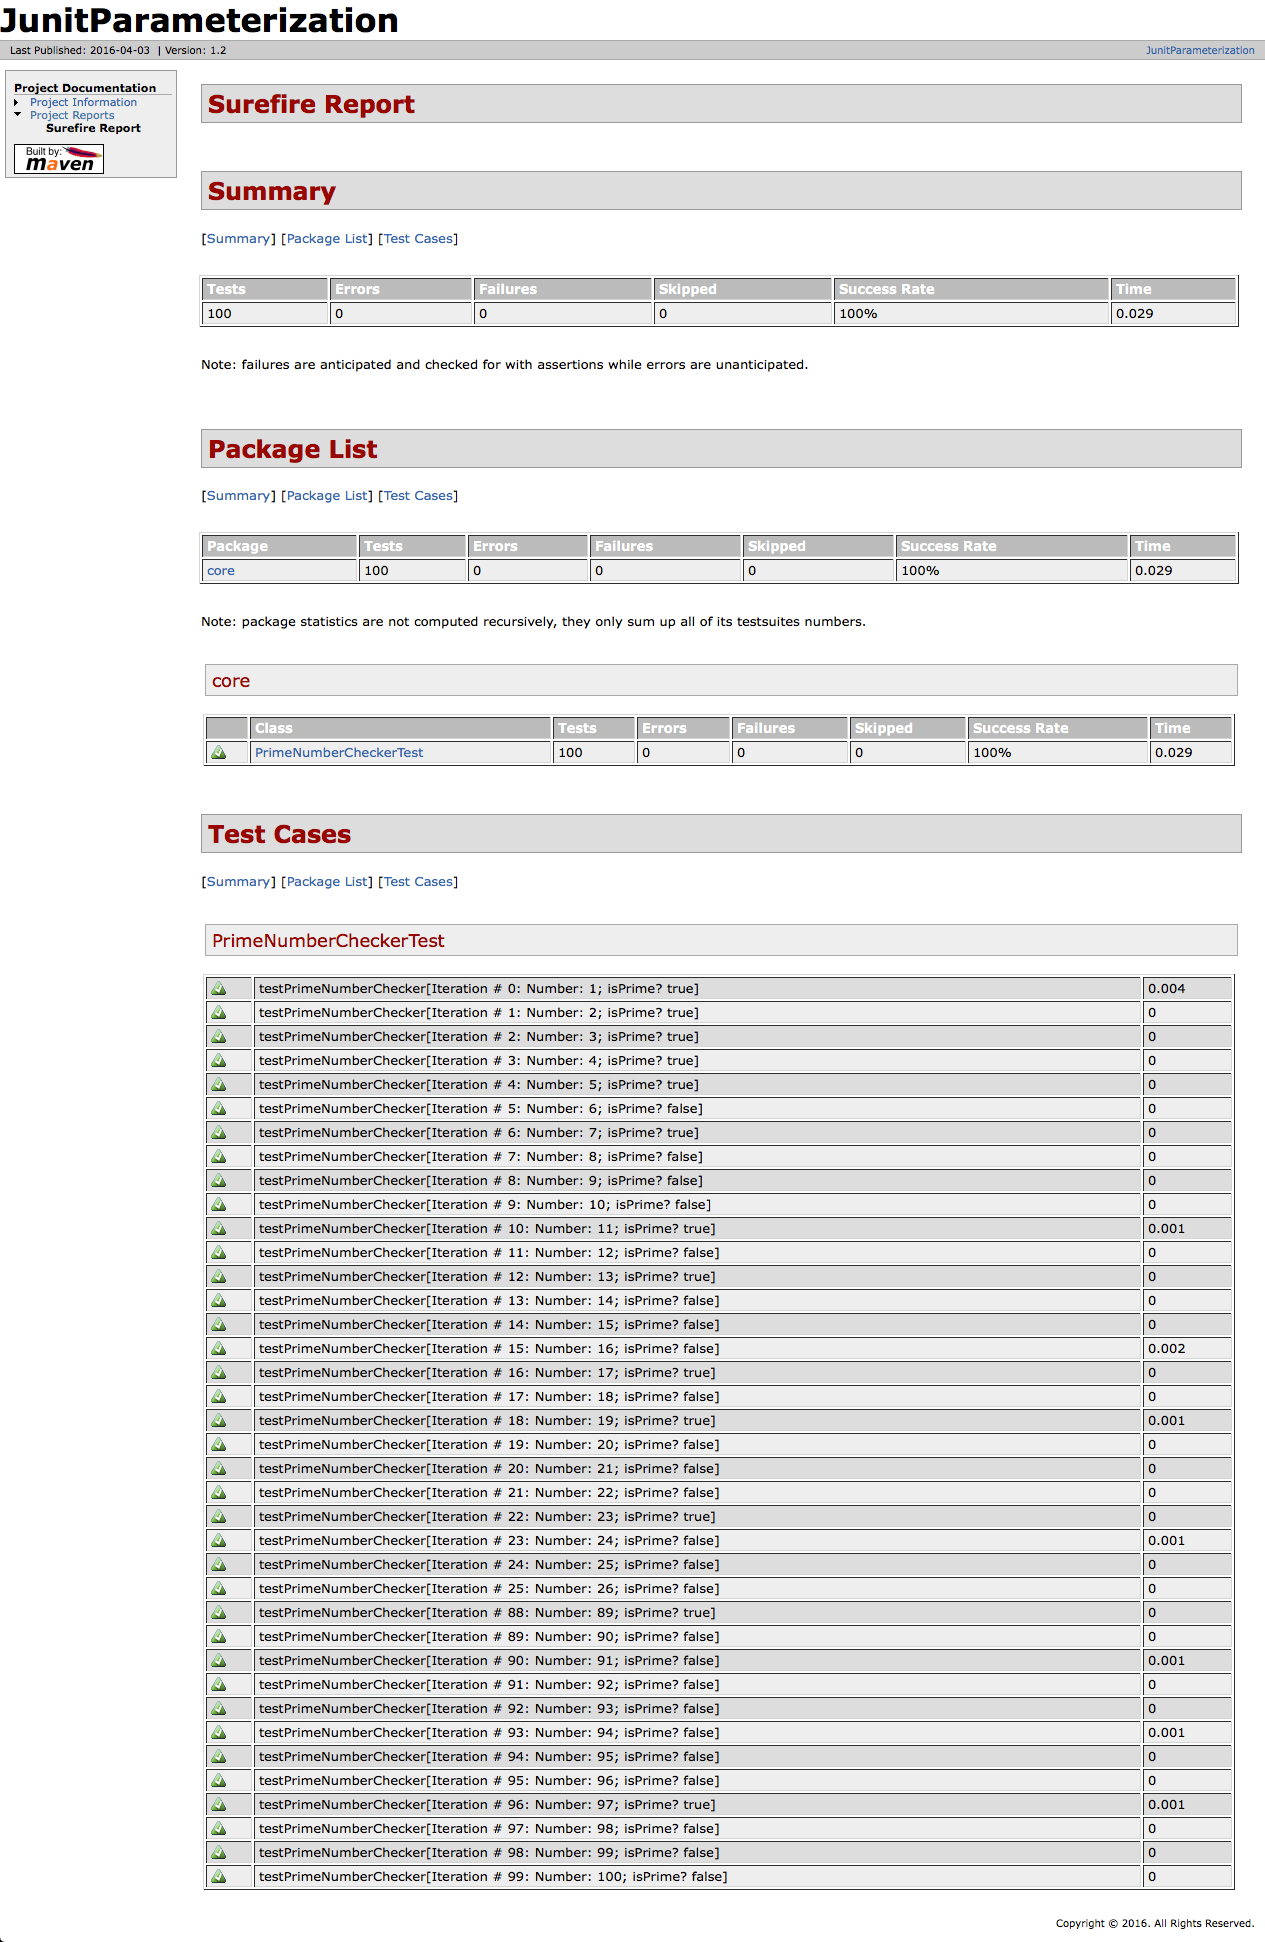 JunitParameterization
Last Published: 2016-04-03 | Version: 1.2 JunitParameterization
Project Documentation
Project Information
Project Reports
Surefire Report
Built by:
maven
Surefire Report
Summary
[Summary] [Package List] [Test Cases]
Tests Errors Failures Skipped Success Rate Time
100 0 0 0 100% 0.029
Note: failures are anticipated and checked for with assertions while errors are unanticipated.
Package List
[Summary] [Package List] [Test Cases]
Package Tests Errors Failures Skipped Success Rate Time
core 100 0 0 0 100% 0.029
Note: package statistics are not computed recursively, they only sum up all of its testsuites numbers.
core
Class Tests Errors Failures Skipped Success Rate Time
PrimeNumberCheckerTest 100 0 0 0 100% 0.029
Test Cases
[Summary] [Package List] [Test Cases]
PrimeNumberCheckerTest
testPrimeNumberChecker[Iteration # 0: Number: 1; isPrime? true] 0.004
testPrimeNumberChecker[Iteration # 1: Number: 2; isPrime? true] 0
testPrimeNumberChecker[Iteration # 2: Number: 3; isPrime? true] 0
testPrimeNumberChecker[Iteration # 3: Number: 4; isPrime? true] 0
testPrimeNumberChecker[Iteration # 4: Number: 5; isPrime? true] 0
testPrimeNumberChecker[Iteration # 5: Number: 6; isPrime? false] 0
testPrimeNumberChecker[Iteration # 6: Number: 7; isPrime? true] 0
testPrimeNumberChecker[Iteration # 7: Number: 8; isPrime? false] 0
testPrimeNumberChecker[Iteration # 8: Number: 9; isPrime? false] 0
testPrimeNumberChecker[Iteration # 9: Number: 10; isPrime? false] 0
testPrimeNumberChecker[Iteration # 10: Number: 11; isPrime? true] 0.001
testPrimeNumberChecker[Iteration # 11: Number: 12; isPrime? false] 0
testPrimeNumberChecker[Iteration # 12: Number: 13; isPrime? true] 0
testPrimeNumberChecker[Iteration # 13: Number: 14; isPrime? false] 0
testPrimeNumberChecker[Iteration # 14: Number: 15; isPrime? false] 0
testPrimeNumberChecker[Iteration # 15: Number: 16; isPrime? false] 0.002
testPrimeNumberChecker[Iteration # 16: Number: 17; isPrime? true] 0
testPrimeNumberChecker[Iteration # 17: Number: 18; isPrime? false] 0
testPrimeNumberChecker[Iteration # 18: Number: 19; isPrime? true] 0.001
testPrimeNumberChecker[Iteration # 19: Number: 20; isPrime? false] 0
testPrimeNumberChecker[Iteration # 20: Number: 21; isPrime? false] 0
testPrimeNumberChecker[Iteration # 21: Number: 22; isPrime? false] 0
testPrimeNumberChecker[Iteration # 22: Number: 23; isPrime? true] 0
testPrimeNumberChecker[Iteration # 23: Number: 24; isPrime? false] 0.001
testPrimeNumberChecker[Iteration # 24: Number: 25; isPrime? false] 0
testPrimeNumberChecker[Iteration # 25: Number: 26; isPrime? false] 0
testPrimeNumberChecker[Iteration # 88: Number: 89; isPrime? true] 0
testPrimeNumberChecker[Iteration # 89: Number: 90; isPrime? false] 0
testPrimeNumberChecker[Iteration # 90: Number: 91; isPrime? false] 0.001
testPrimeNumberChecker[Iteration # 91: Number: 92; isPrime? false] 0
testPrimeNumberChecker[Iteration # 92: Number: 93; isPrime? false] 0
testPrimeNumberChecker[Iteration # 93: Number: 94; isPrime? false] 0.001
testPrimeNumberChecker[Iteration # 94: Number: 95; isPrime? false] 0
testPrimeNumberChecker[Iteration # 95: Number: 96; isPrime? false] 0
testPrimeNumberChecker[Iteration # 96: Number: 97; isPrime? true] 0.001
testPrimeNumberChecker[Iteration # 97: Number: 98; isPrime? false] 0
testPrimeNumberChecker[Iteration # 98: Number: 99; isPrime? false] 0
testPrimeNumberChecker[Iteration # 99: Number: 100; isPrime? false] 0
Copyright © 2016. All Rights Reserved.